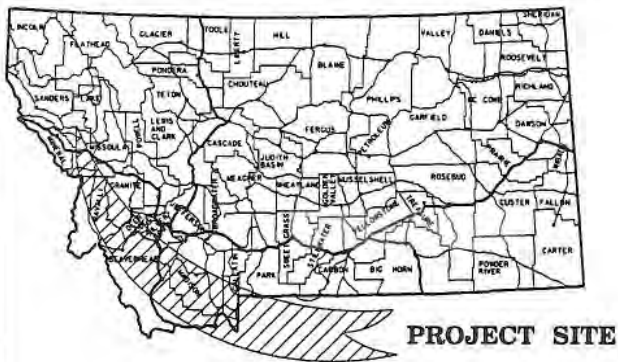 LINCOLN
FLATHEAD
GLACIER
TOOLE
LIBERTY
HILL
BLAINE
VALLEY
DANIELS
SHERIDAN
ROOSEVELT
PONDERA
CHOUTEAU
PHILLIPS
RICHLAND
SANDERS
LAKE
TETON
MC CONE
DAWSON
MINERAL
MISSOULA
POWELL
LEWIS
AND
CLARK
CASCADE
FERGUS
PETROLEUM
GARFIELD
JUDITH
BASIN
PRAIRIE
GRANITE
MEAGHER
WHEATLAND
GOLDEN
VALLEY
MUSSELSHELL
ROSEBUD
RAVALLI
JEFFERSON
BROADWATER
TREASURE
CUSTER
FALLON
YELLOWSTONE
SWEET GRASS
STILLWATER
BEAVERHEAD
MADISON
GALLATIN
PARK
CARBON
BIG HORN
POWDER
RIVER
CARTER
PROJECT SITE